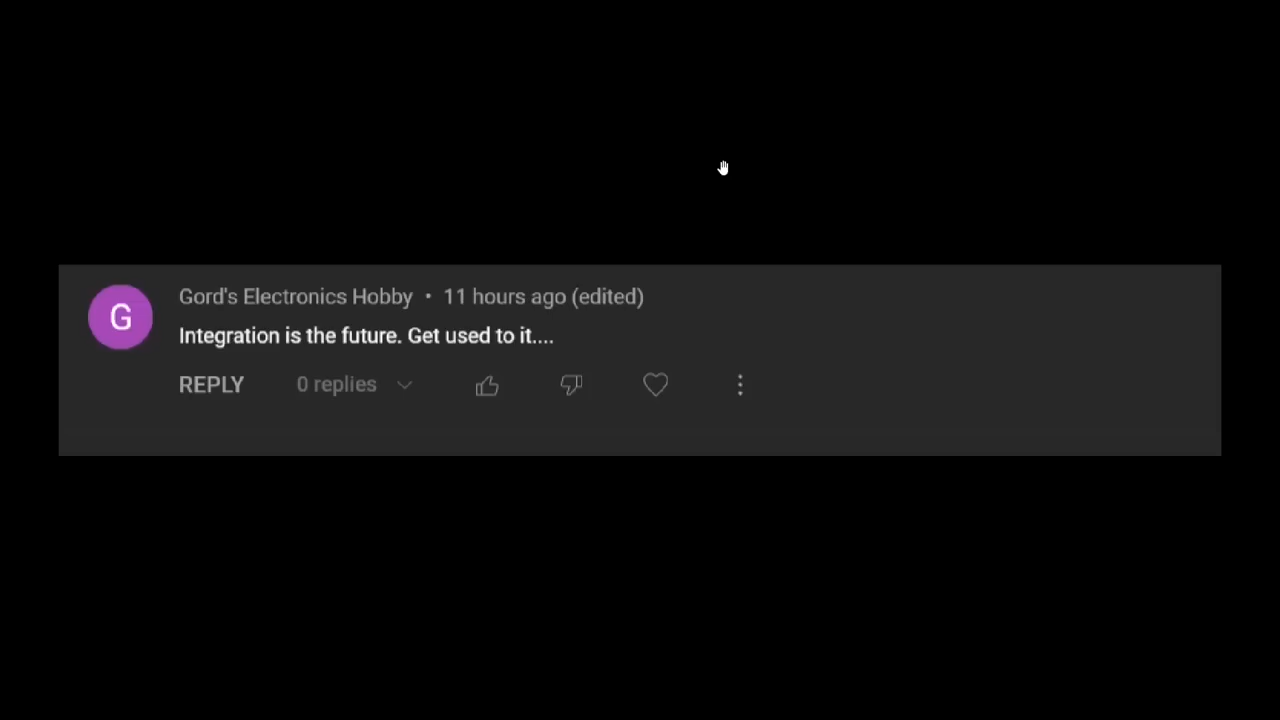 G
Gord's Electronics Hobby • 11 hours ago (edited)
Integration is the future. Get used to it....
REPLY 0 replies